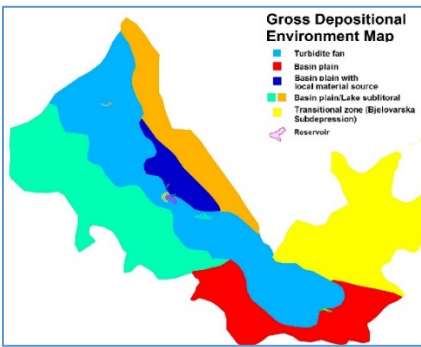 Gross Depositional
Environment Map
Turbidite fan
Basin plain
Basin plain with
local material source
Basin plain/Lake sublitoral
Transitional zone (Bjelovarska
Subdepression)
Reservoir